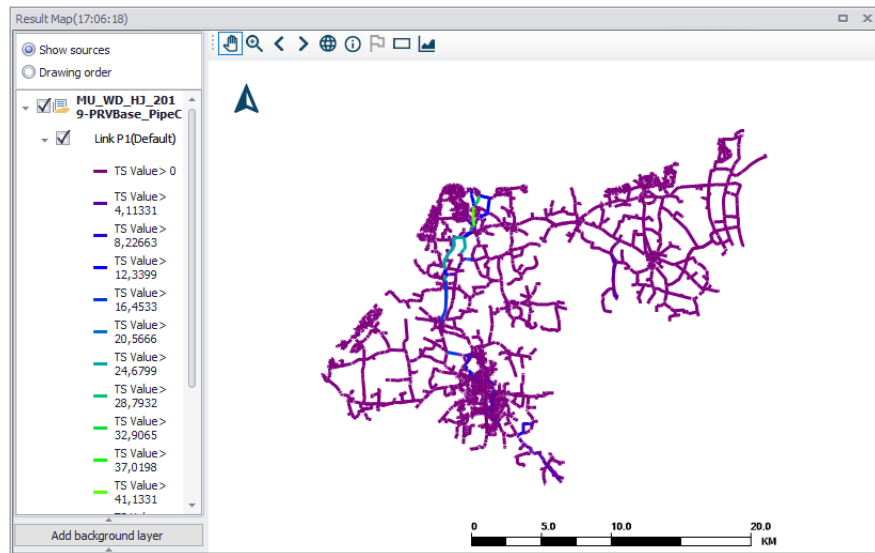 Result Map(17:06:18)
Show sources
Drawing order
MU_WD_HJ_201
9-PRVBase_PipeC
Link P1(Default)
TS Value> 0
TS Value>
4,11331
TS Value>
8,22663
TS Value>
12,3399
TS Value>
16,4533
TS Value>
20,5666
TS Value>
24,6799
TS Value>
28,7932
TS Value>
32,9065
TS Value>
37,0198
TS Value>
41,1331
Add background layer
0 5.0 10.0 20.0
KM